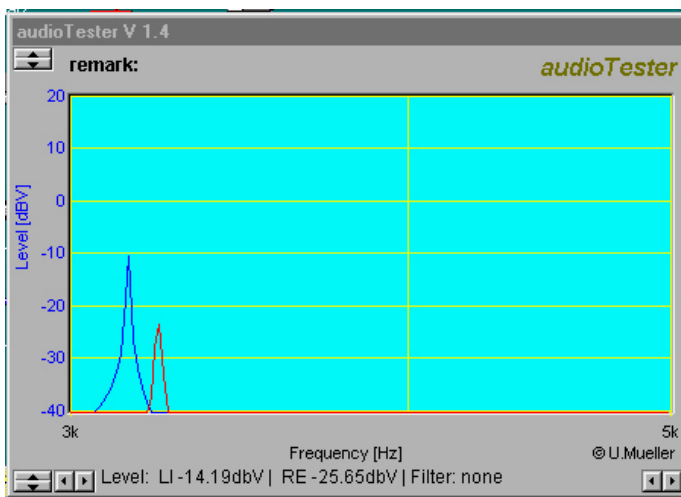 audioTester V 1.4
remark:
audioTester
20
10
0
-10
-20
-30
-40
Level [dBV]
3k
5k
Frequency [Hz]
© U.Mueller
Level: LI -14.19dbV | RE -25.65dbV | Filter: none